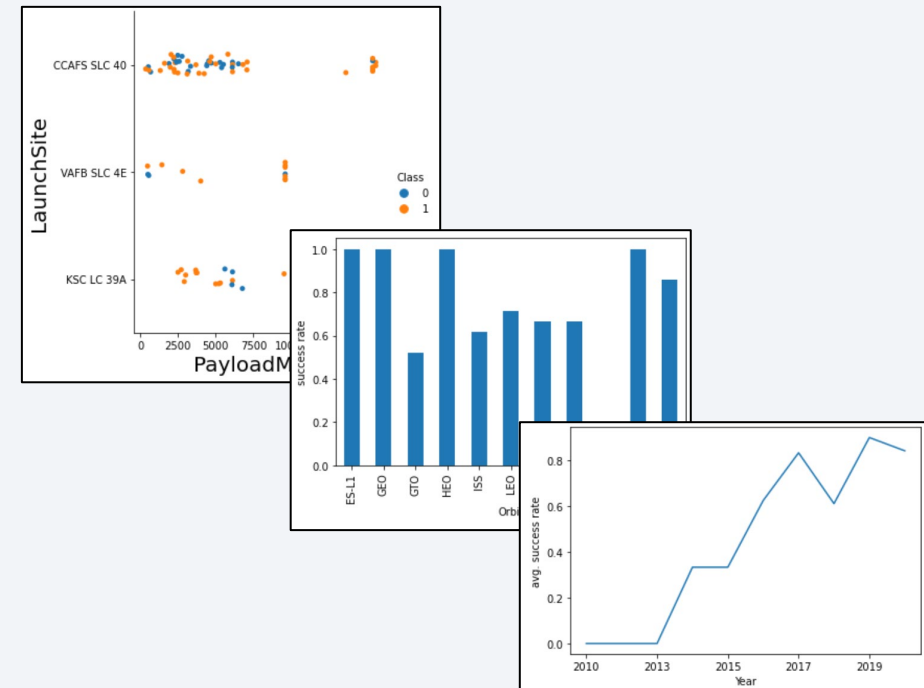 LaunchSite
CCAFS SLC 40
VAFB SLC 4E
KSC LC 39A
Class
0
1
0 2500 5000 7500 100
PayloadM
success rate
1.0
0.8
0.6
0.4
0.2
0.0
ES-L1 GEO GTO HEO ISS LEO
Orbi
avg. success rate
0.8
0.6
0.4
0.2
0.0
2010 2013 2015 2017 2019
Year